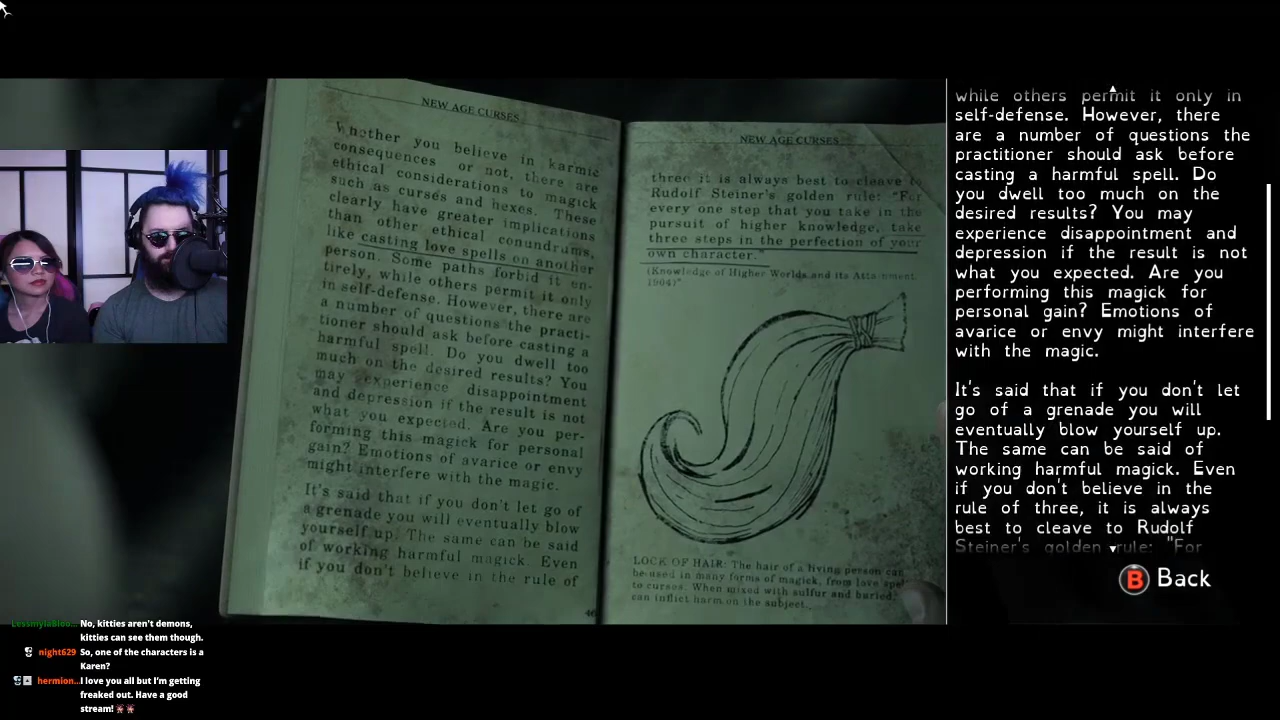 NEW AGE CURSES
Whether you believe in karmic
consequences or not, there are
ethical considerations to magick
such as curses and hexes. These
clearly have greater implications
than other ethical conundrums,
like casting love spells on another
person. Some paths forbid it en-
tirely, while others permit it only
in self-defense. However, there are
a number of questions the practi-
tioner should ask before casting a
harmful spell. Do you dwell too
much on the desired results? You
may experience disappointment
and depression if the result is not
what you expected. Are you per-
forming this magick for personal
gain? Emotions of avarice or envy
might interfere with the magic.
It's said that if you don't let go of
a grenade you will eventually blow
yourself up. The same can be said
of working harmful magick. Even
if you don't believe in the rule of
46
NEW AGE CURSES
three it is always best to cleave to
Rudolf Steiner's golden rule: "For
every one step that you take in the
pursuit of higher knowledge, take
three steps in the perfection of your
own character."
(Knowledge of Higher Worlds and its Attainment,
1904)"
LOCK OF HAIR: The hair of a living person can
be used in many forms of magick, from love spel
to curses. When mixed with sulfur and buried,
can inflict harm on the subject.
while others permit it only in
self-defense. However, there
are a number of questions the
practitioner should ask before
casting a harmful spell. Do
you dwell too much on the
desired results? You may
experience disappointment and
depression if the result is not
what you expected. Are you
performing this magick for
personal gain? Emotions of
avarice or envy might interfere
with the magic.
It's said that if you don't let
go of a grenade you will
eventually blow yourself up.
The same can be said of
working harmful magick. Even
if you don't believe in the
rule of three, it is always
best to cleave to Rudolf
Steiner's golden rule: "For
B Back
LessmylaBloo... No, kitties aren't demons,
kitties can see them though.
night629 So, one of the characters is a
Karen?
hermion... I love you all but I'm getting
freaked out. Have a good
stream!